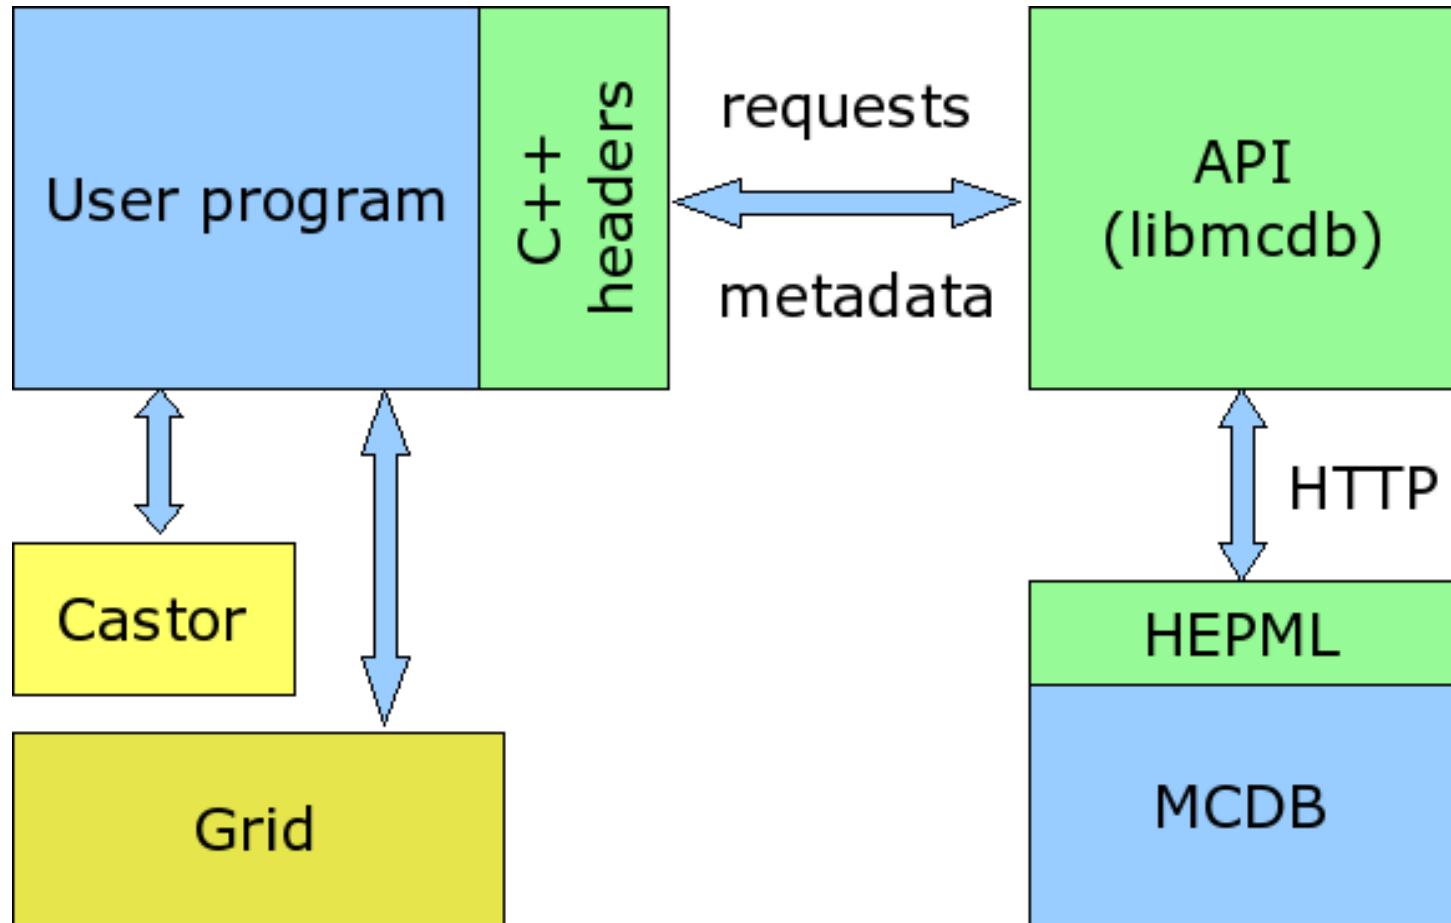 User program
C++
headers
requests
metadata
API
(libmcdb)
HTTP
Castor
HEPML
Grid
MCDB